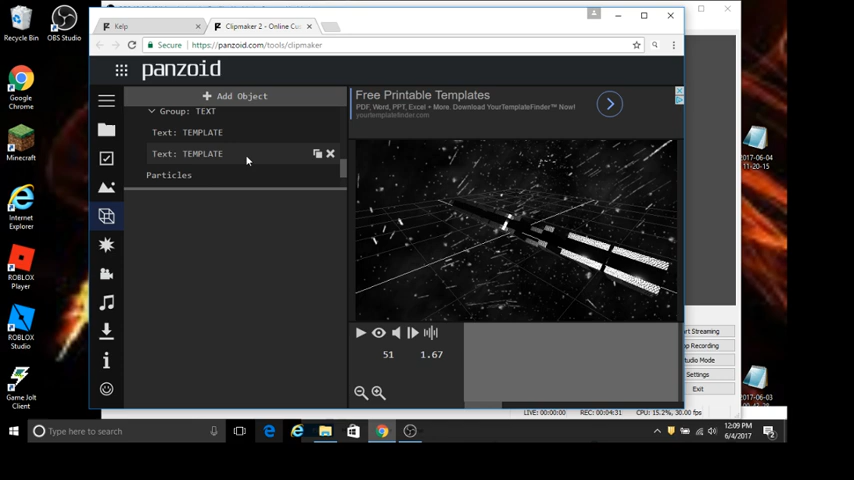 Recycle Bin
OBS Studio
Google
Chrome
Minecraft
Internet
Explorer
ROBLOX
Player
ROBLOX
Studio
Game Jolt
Client
Kelp
Clipmaker 2 - Online Cus
Secure
https://panzoid.com/tools/clipmaker
panzoid
Add Object
Group: TEXT
Text: TEMPLATE
Text: TEMPLATE
Particles
Free Printable Templates
PDF, Word, PPT, Excel + More. Download YourTemplateFinder™ Now!
yourtemplatefinder.com
51
1.67
2017-06-04
11-20-15
2017-06-03
art Streaming
op Recording
tudio Mode
Settings
Exit
LIVE: 00:00:00
REC: 00:04:31
CPU: 15.2%, 30.00 fps
Type here to search
12:09 PM
6/4/2017
2